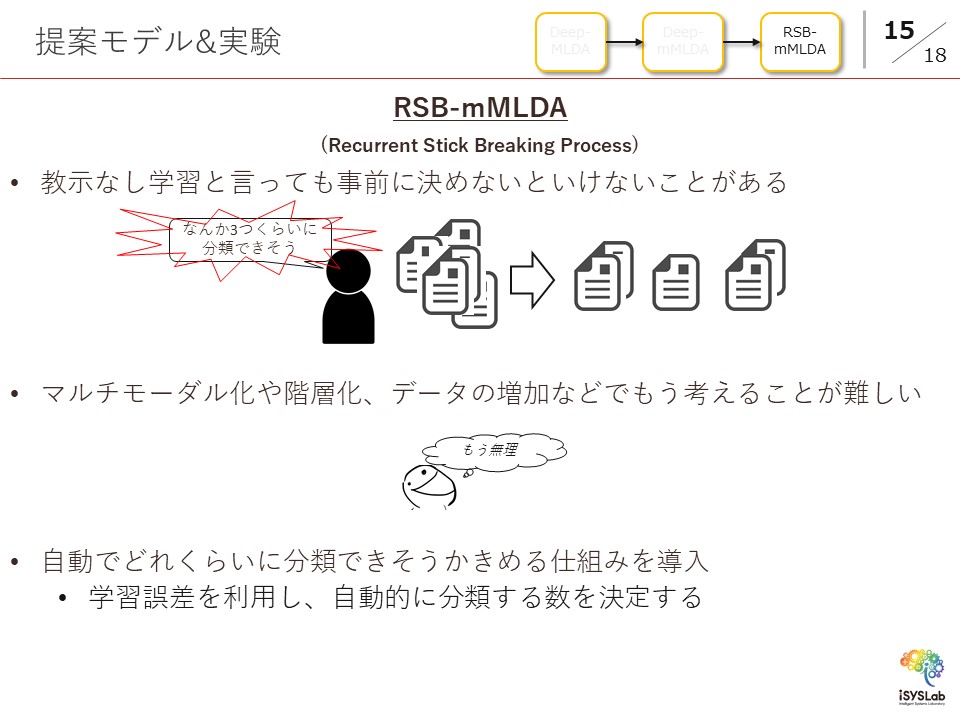 提案モデル&実験
Deep-
MLDA
Deep-
mMLDA
RSB-
mMLDA
15
18
RSB-mMLDA
(Recurrent Stick Breaking Process)
• 教示なし学習と言っても事前に決めないといけないことがある
なんか3つくらいに
分類できそう
• マルチモーダル化や階層化、データの増加などでもう考えることが難しい
もう無理
• 自動でどれくらいに分類できそうかきめる仕組みを導入
• 学習誤差を利用し、自動的に分類する数を決定する
iSYSLab
Intelligent Systems Laboratory